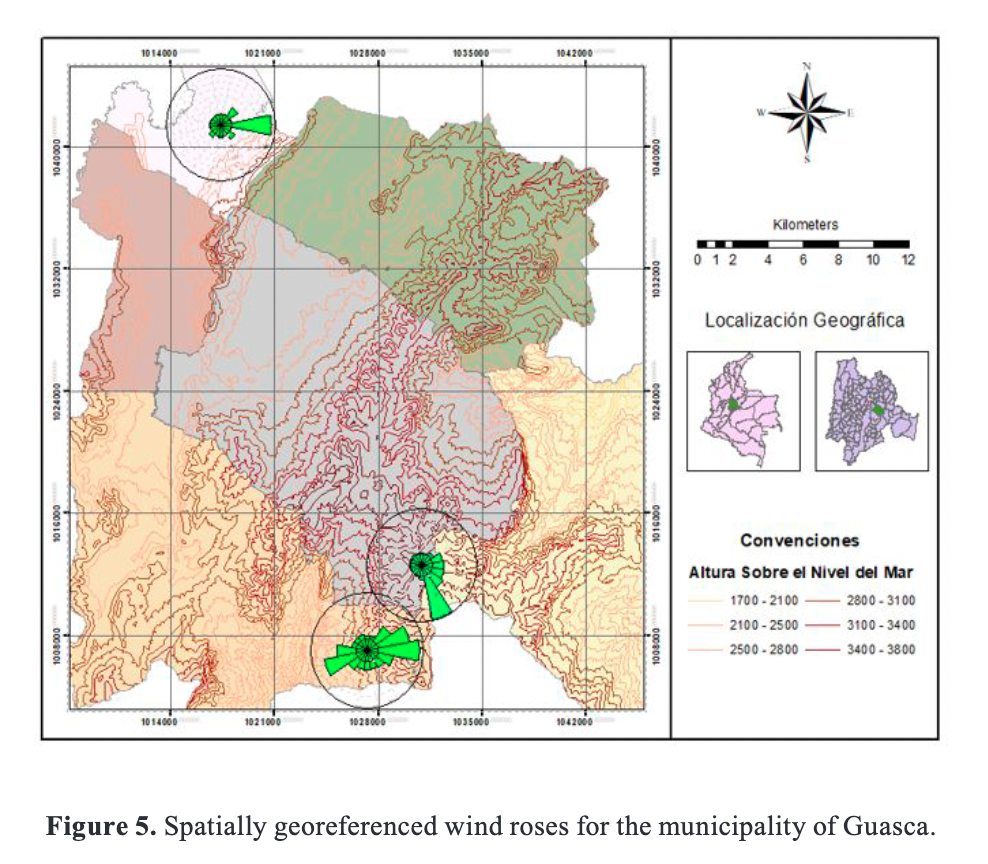 1014000 1021000 1028000 1035000 1042000
1040000 1040000
1032000 1032000
1024000 1024000
1016000 1016000
1008000 1008000
1014000 1021000 1028000 1035000 1042000
N
W E
S
Kilometers
0 1 2 4 6 8 10 12
Localización Geográfica
Convenciones
Altura Sobre el Nivel del Mar
1700 - 2100 2800 - 3100
2100 - 2500 3100 - 3400
2500 - 2800 3400 - 3800
Figure 5. Spatially georeferenced wind roses for the municipality of Guasca.